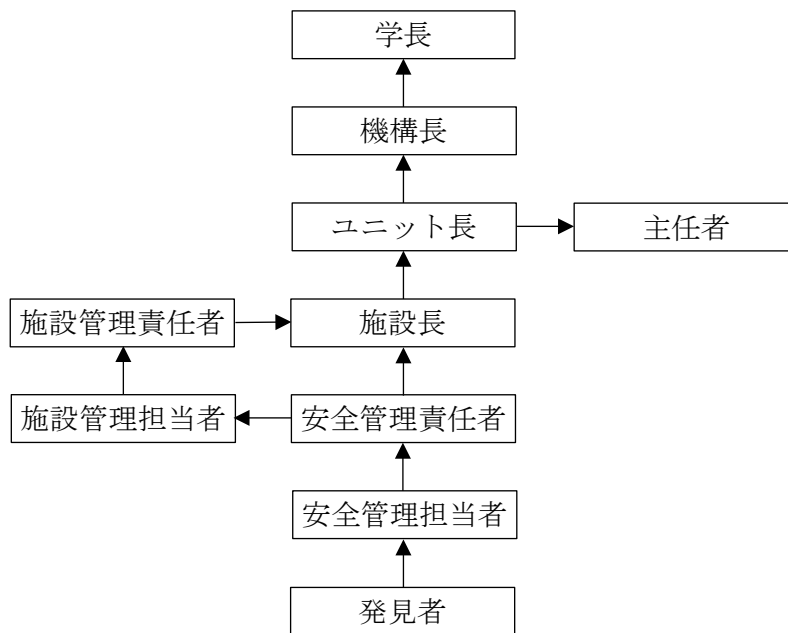 学長
機構長
ユニット長
主任者
施設管理責任者
施設長
施設管理担当者
安全管理責任者
安全管理担当者
発見者